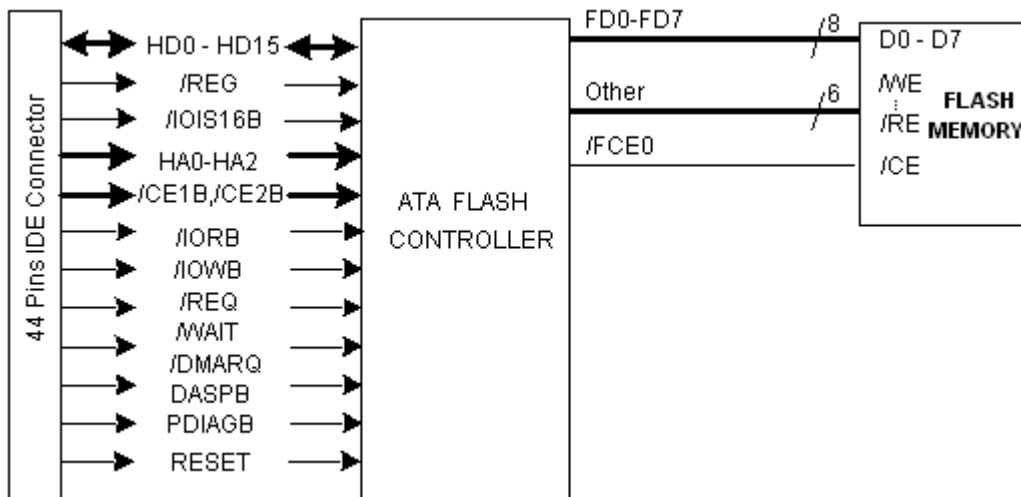 44 Pins IDE Connector
HD0 - HD15
/REG
/IOIS16B
HA0-HA2
/CE1B,/CE2B
/IORB
/IOWB
/REQ
/WAIT
/DMARQ
DASPB
PDIAGB
RESET
ATA FLASH
CONTROLLER
FD0-FD7
8
Other
6
/FCE0
D0 - D7
/WE
/RE
/CE
FLASH
MEMORY